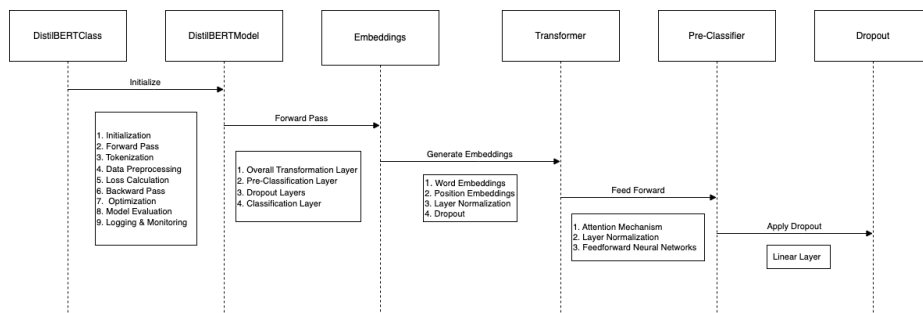 DistilBERTClass
DistilBERTModel
Embeddings
Transformer
Pre-Classifier
Dropout
Initialize
1. Initialization
2. Forward Pass
3. Tokenization
4. Data Preprocessing
5. Loss Calculation
6. Backward Pass
7. Optimization
8. Model Evaluation
9. Logging & Monitoring
Forward Pass
1. Overall Transformation Layer
2. Pre-Classification Layer
3. Dropout Layers
4. Classification Layer
Generate Embeddings
1. Word Embeddings
2. Position Embeddings
3. Layer Normalization
4. Dropout
Feed Forward
1. Attention Mechanism
2. Layer Normalization
3. Feedforward Neural Networks
Apply Dropout
Linear Layer